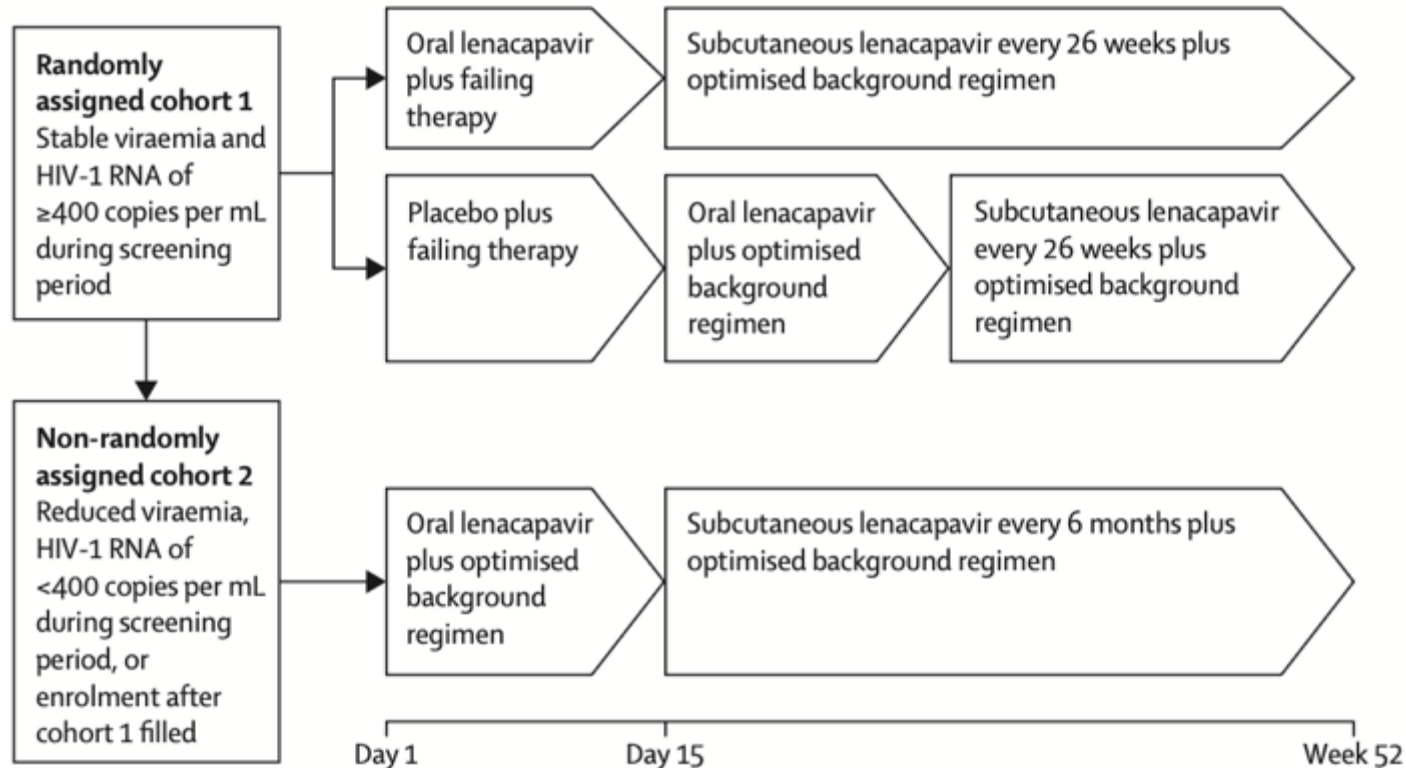 Randomly
assigned cohort 1
Stable viraemia and
HIV-1 RNA of
≥400 copies per mL
during screening
period
Oral lenacapavir
plus failing
therapy
Subcutaneous lenacapavir every 26 weeks plus
optimised background regimen
Placebo plus
failing therapy
Oral lenacapavir
plus optimised
background
regimen
Subcutaneous lenacapavir
every 26 weeks plus
optimised background
regimen
Non-randomly
assigned cohort 2
Reduced viraemia,
HIV-1 RNA of
<400 copies per mL
during screening
period, or
enrolment after
cohort 1 filled
Oral lenacapavir
plus optimised
background
regimen
Subcutaneous lenacapavir every 6 months plus
optimised background regimen
Day 1
Day 15
Week 52